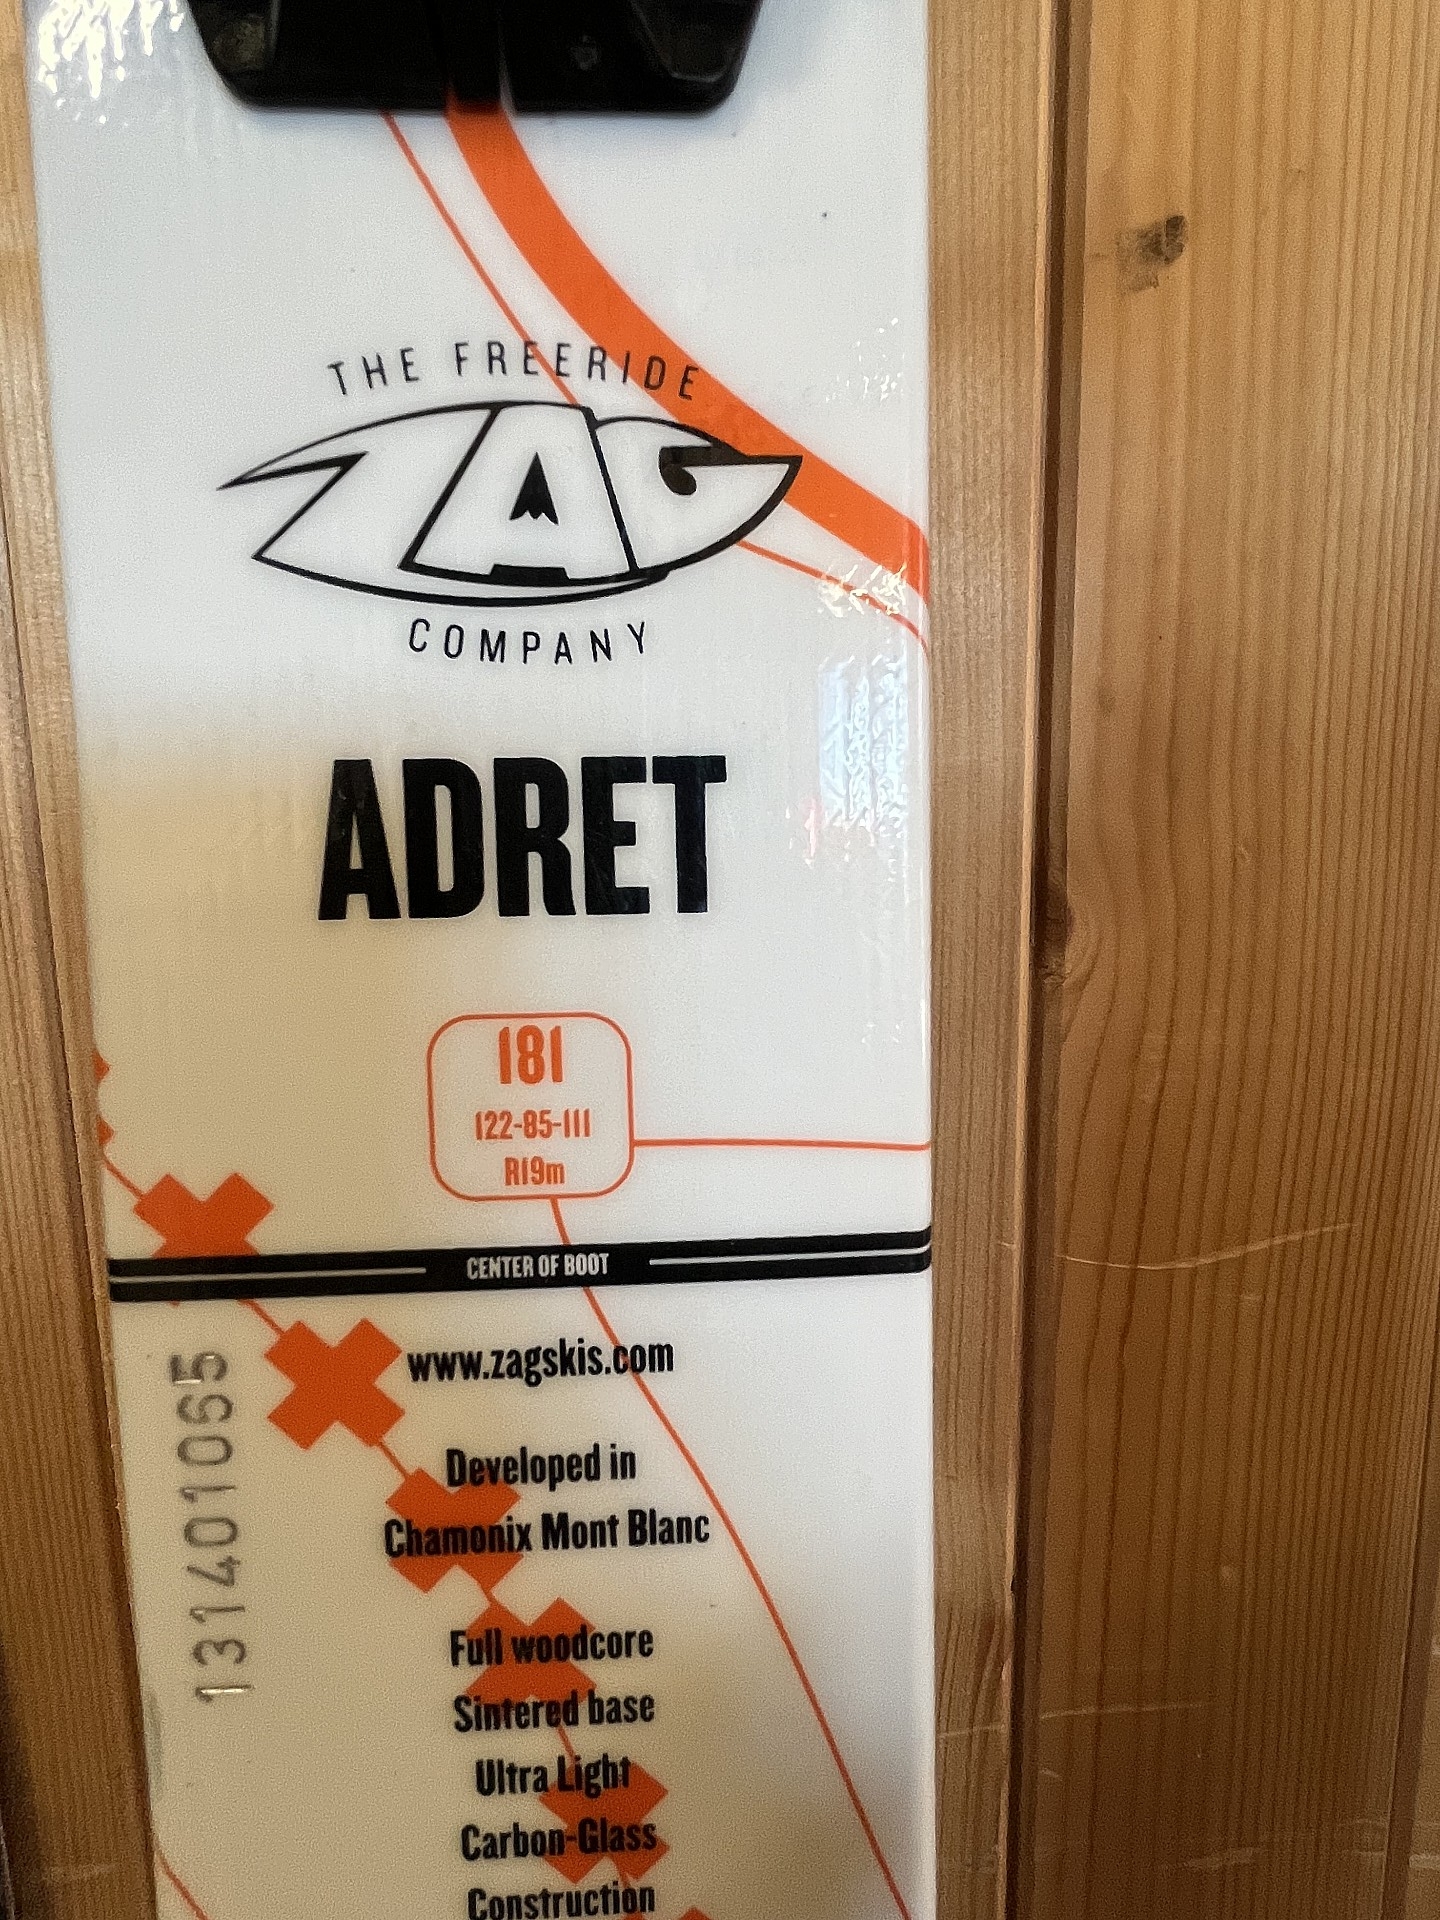 THE FREERIDE
ZAG
COMPANY
ADRET
181
122-85-111
R19m
CENTER OF BOOT
www.zagskis.com
Developed in
Chamonix Mont Blanc
Full woodcore
Sintered base
Ultra Light
Carbon-Glass
Construction
131401065